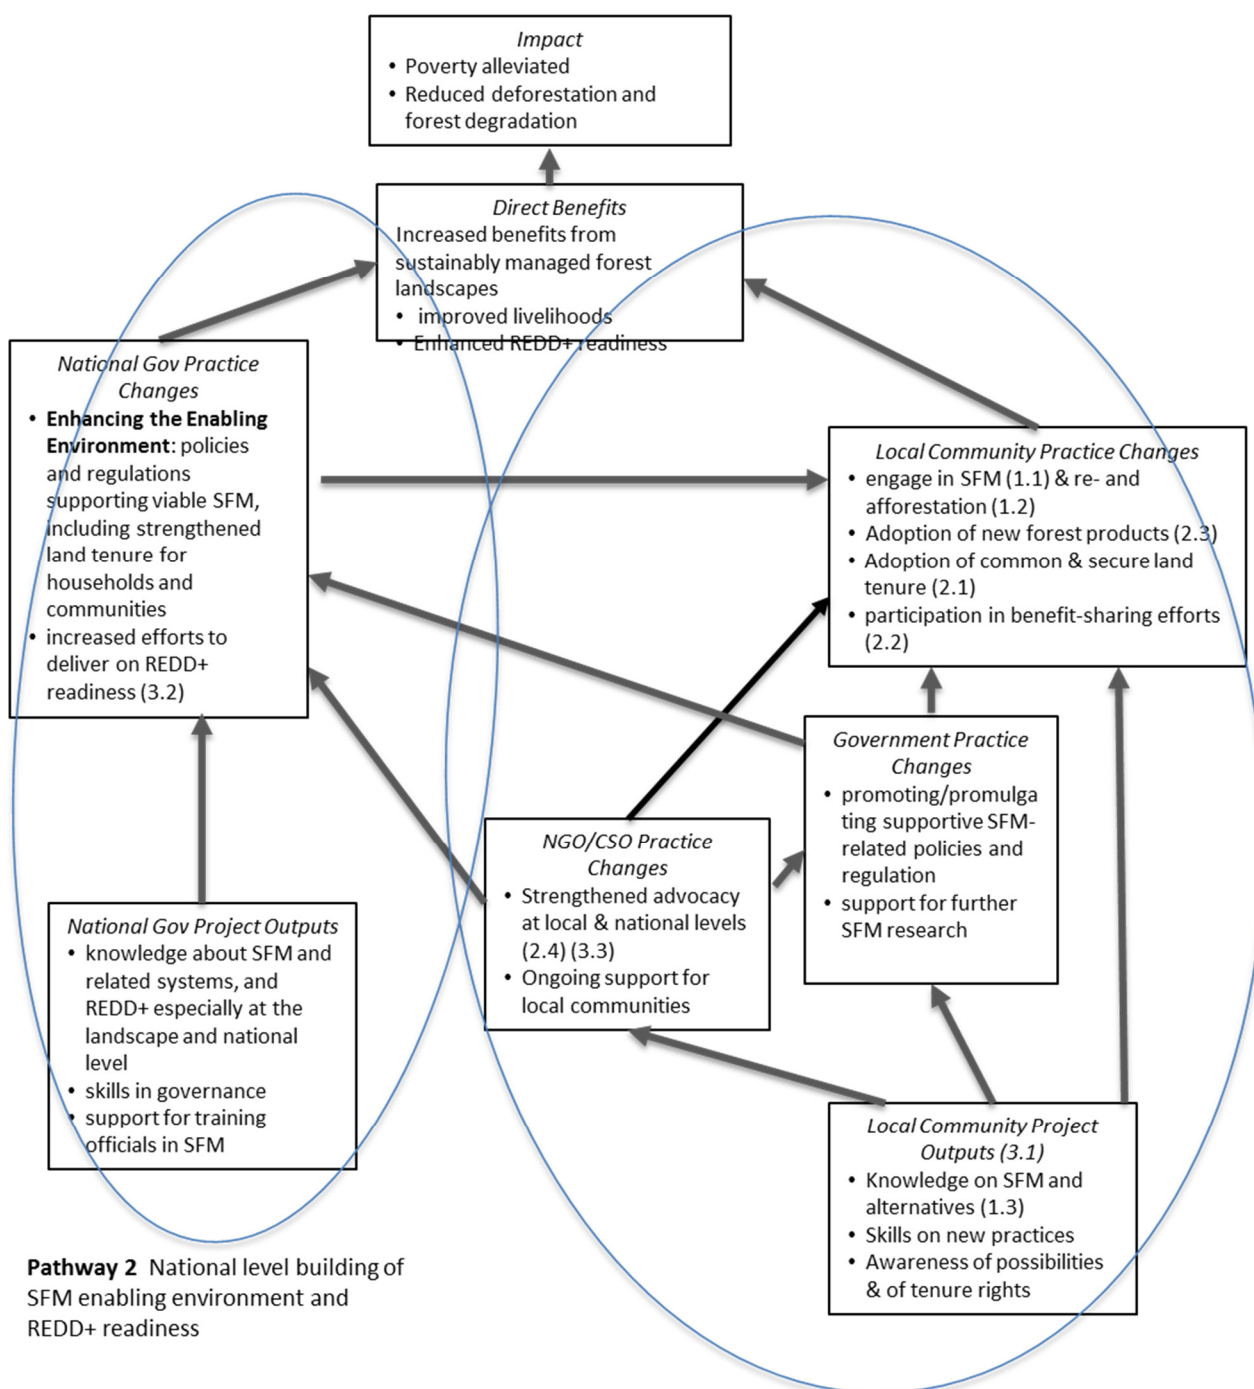 Impact
• Poverty alleviated
• Reduced deforestation and
forest degradation
Direct Benefits
Increased benefits from
sustainably managed forest
landscapes
• improved livelihoods
• Enhanced REDD+ readiness
National Gov Practice
Changes
• Enhancing the Enabling
Environment: policies
and regulations
supporting viable SFM,
including strengthened
land tenure for
households and
communities
• increased efforts to
deliver on REDD+
readiness (3.2)
Local Community Practice Changes
• engage in SFM (1.1) & re- and
afforestation (1.2)
• Adoption of new forest products (2.3)
• Adoption of common & secure land
tenure (2.1)
• participation in benefit-sharing efforts
(2.2)
Government Practice
Changes
• promoting/promulga
ting supportive SFM-
related policies and
regulation
• support for further
SFM research
NGO/CSO Practice
Changes
• Strengthened advocacy
at local & national levels
(2.4) (3.3)
• Ongoing support for
local communities
National Gov Project Outputs
• knowledge about SFM and
related systems, and
REDD+ especially at the
landscape and national
level
• skills in governance
• support for training
officials in SFM
Local Community Project
Outputs (3.1)
• Knowledge on SFM and
alternatives (1.3)
• Skills on new practices
• Awareness of possibilities
& of tenure rights
Pathway 2 National level building of
SFM enabling environment and
REDD+ readiness